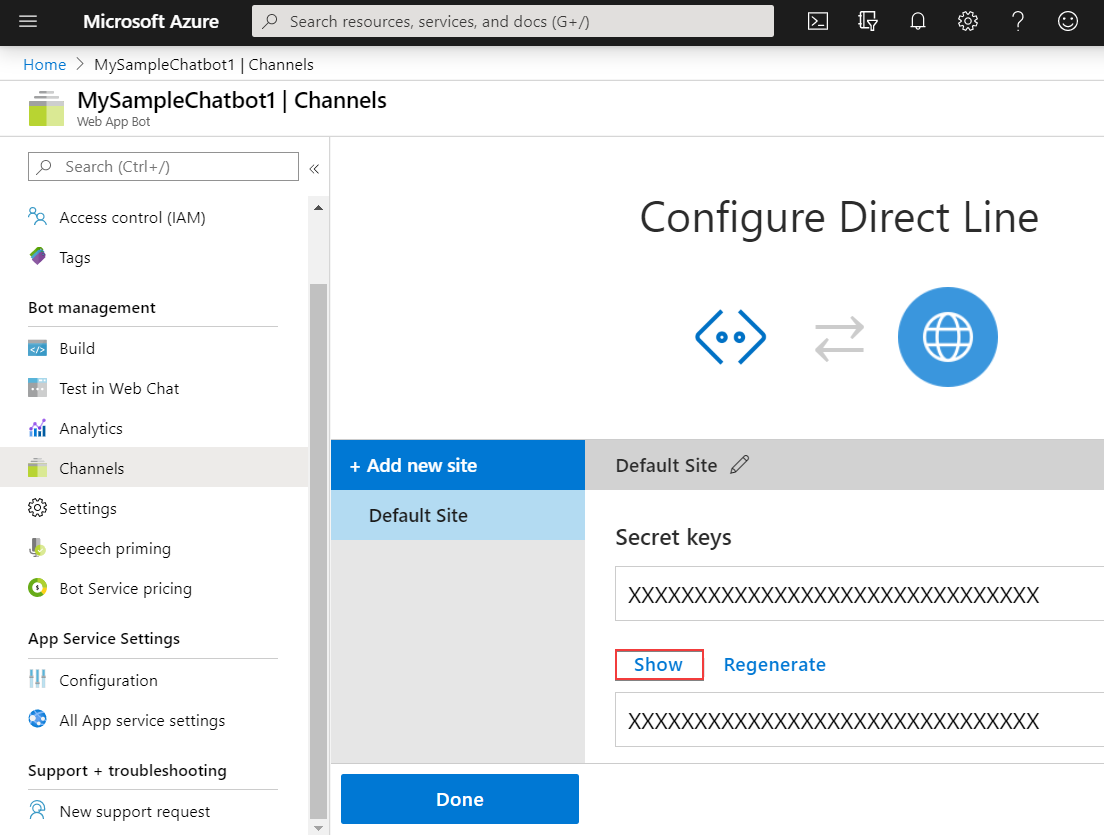 Microsoft Azure
Search resources, services, and docs (G+/)
Home > MySampleChatbot1 | Channels
MySampleChatbot1 | Channels
Web App Bot
Search (Ctrl+/)
«
Access control (IAM)
Tags
Bot management
Build
Test in Web Chat
Analytics
Channels
Settings
Speech priming
Bot Service pricing
App Service Settings
Configuration
All App service settings
Support + troubleshooting
New support request
Configure Direct Line
+ Add new site
Default Site
Default Site
Secret keys
XXXXXXXXXXXXXXXXXXXXXXXXXXXXXXX
Show Regenerate
XXXXXXXXXXXXXXXXXXXXXXXXXXXXXXX
Done